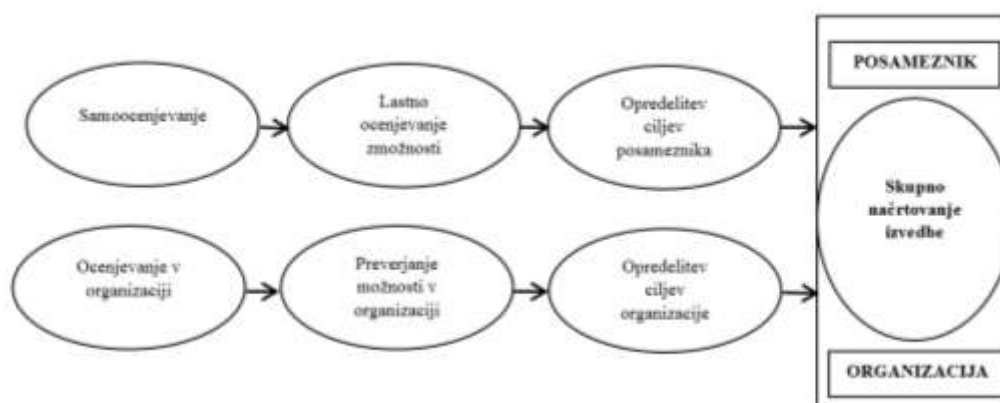 POSAMEZNIK
Samoocenjevanje
Lastno
ocenjevanje
zmožnosti
Opredelitev
ciljev
posameznika
Skupno
načrtovanje
izvedbe
Ocenjevanje v
organizaciji
Preverjanje
možnosti v
organizaciji
Opredelitev
ciljev
organizacije
ORGANIZACIJA